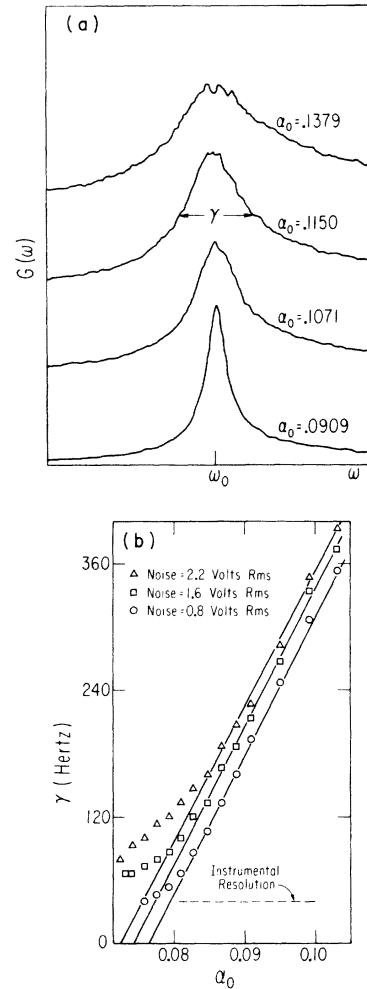 (a)
α₀=.1379
α₀=.1150
γ
α₀=.1071
α₀=.0909
G(ω)
ω₀
ω
(b)
△ Noise=2.2 Volts Rms
□ Noise=1.6 Volts Rms
○ Noise=0.8 Volts Rms
360
240
120
0
γ (Hertz)
Instrumental
Resolution
0.08
0.09
0.10
α₀